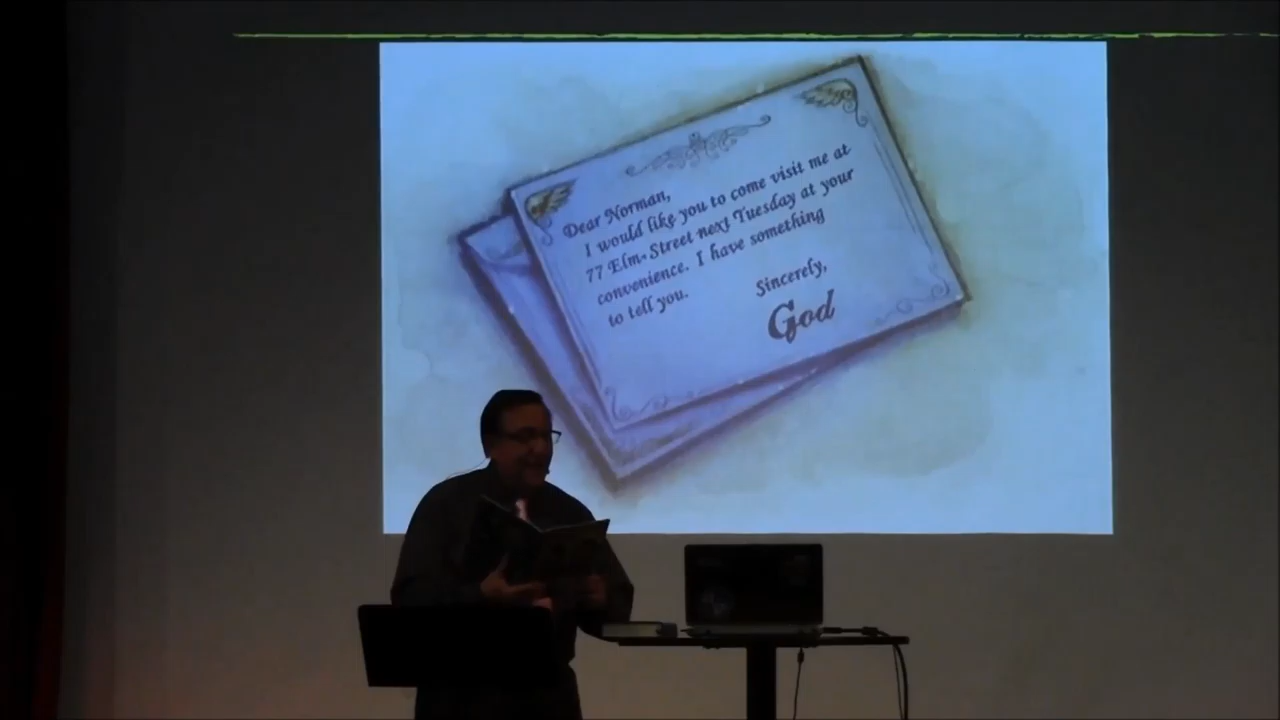 Dear Norman,
I would like you to come visit me at
77 Elm Street next Tuesday at your
convenience. I have something
to tell you.
Sincerely,
God